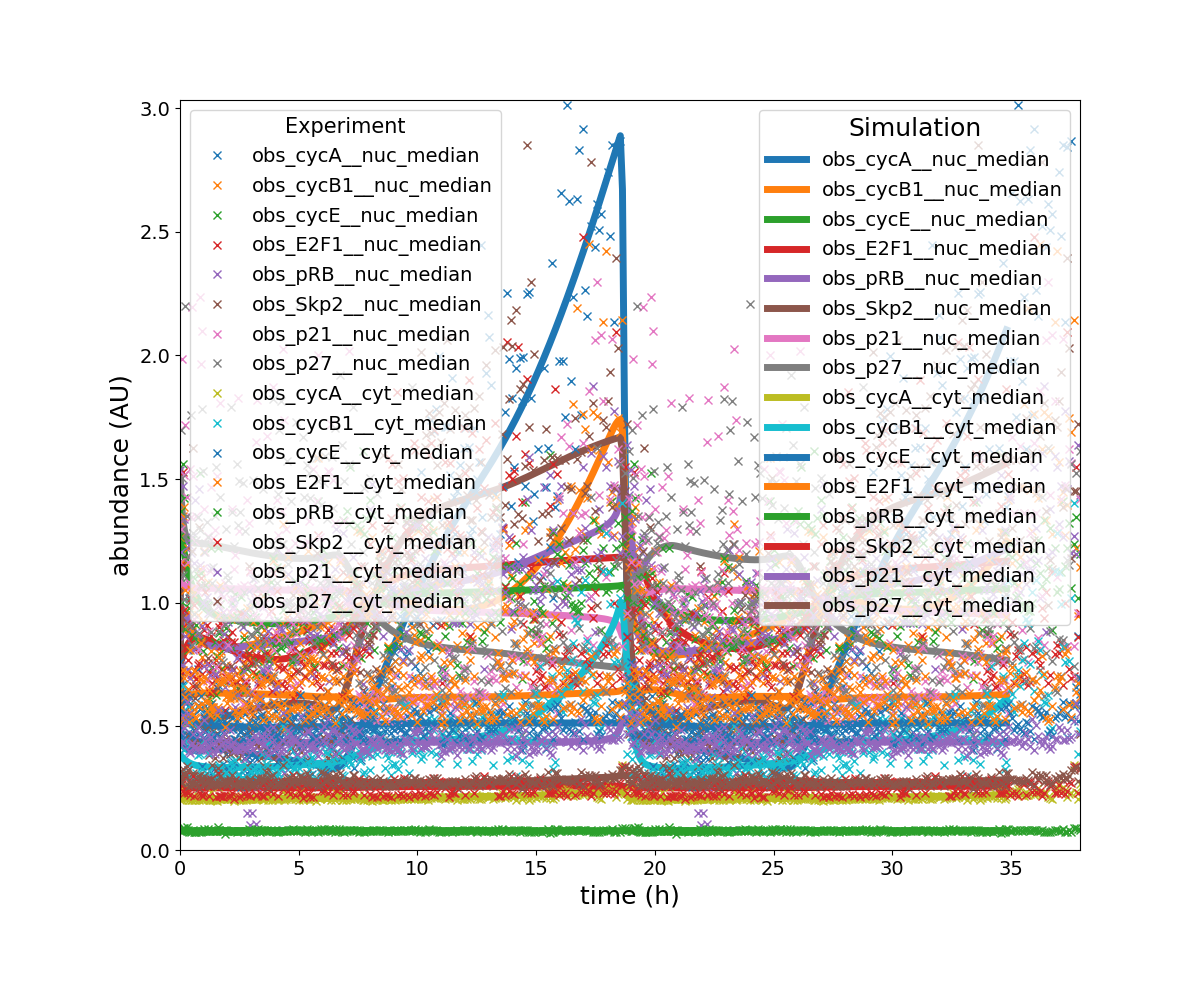 Experiment
obs_cycA__nuc_median
obs_cycB1__nuc_median
obs_cycE__nuc_median
obs_E2F1__nuc_median
obs_pRB__nuc_median
obs_Skp2__nuc_median
obs_p21__nuc_median
obs_p27__nuc_median
obs_cycA__cyt_median
obs_cycB1__cyt_median
obs_cycE__cyt_median
obs_E2F1__cyt_median
obs_pRB__cyt_median
obs_Skp2__cyt_median
obs_p21__cyt_median
obs_p27__cyt_median
Simulation
obs_cycA__nuc_median
obs_cycB1__nuc_median
obs_cycE__nuc_median
obs_E2F1__nuc_median
obs_pRB__nuc_median
obs_Skp2__nuc_median
obs_p21__nuc_median
obs_p27__nuc_median
obs_cycA__cyt_median
obs_cycB1__cyt_median
obs_cycE__cyt_median
obs_E2F1__cyt_median
obs_pRB__cyt_median
obs_Skp2__cyt_median
obs_p21__cyt_median
obs_p27__cyt_median
abundance (AU)
3.0
2.5
2.0
1.5
1.0
0.5
0.0
0 5 10 15 20 25 30 35
time (h)